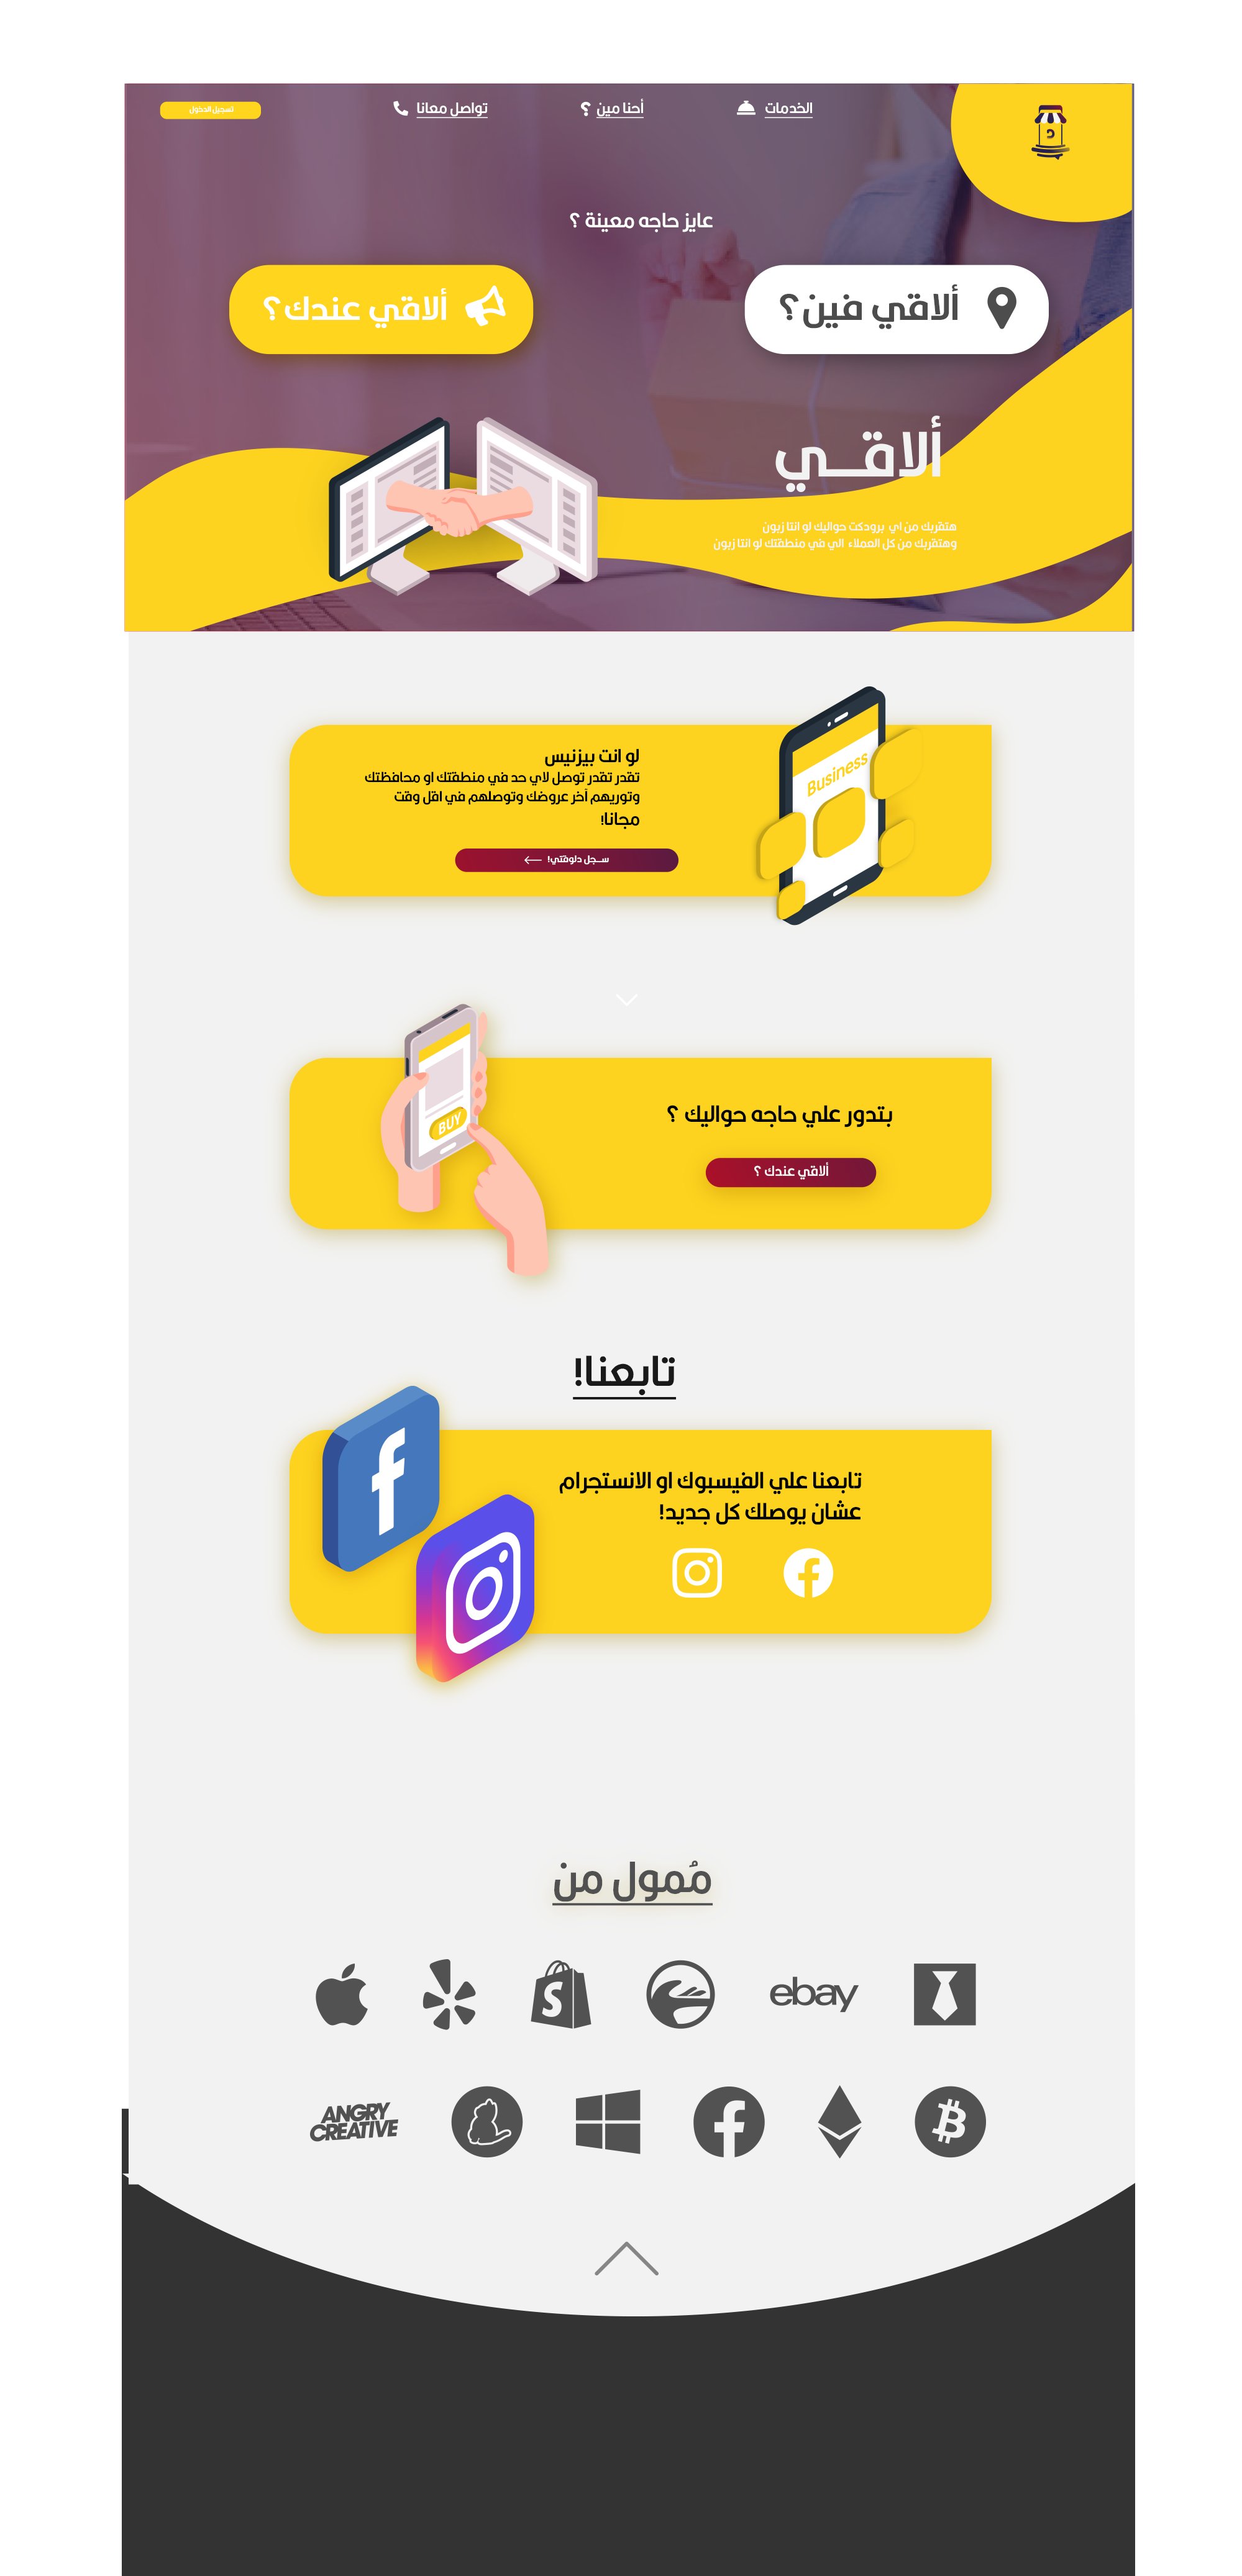 الخدمات
أحنا مين ؟
تواصل معانا
تسجيل الدخول
عايز حاجه معينة ؟
ألاقي فين ؟
ألاقي عندك ؟
ألاقــي
هتقربك من اي برودكت حواليك لو انتا زبون
وهتقربك من كل العملاء الي في منطقتك لو انتا زبون
لو انت بيزنيس
تقدر تقدر توصل لاي حد في منطقتك او محافظتك
وتوريهم أخر عروضك وتوصلهم في اقل وقت
مجانا!
ســجل دلوقتي!
Business
بتدور علي حاجه حواليك ؟
ألاقي عندك ؟
BUY
تابعنا!
تابعنا علي الفيسبوك او الانستجرام
عشان يوصلك كل جديد!
مُمول من
ebay
ANGRY
CREATIVE